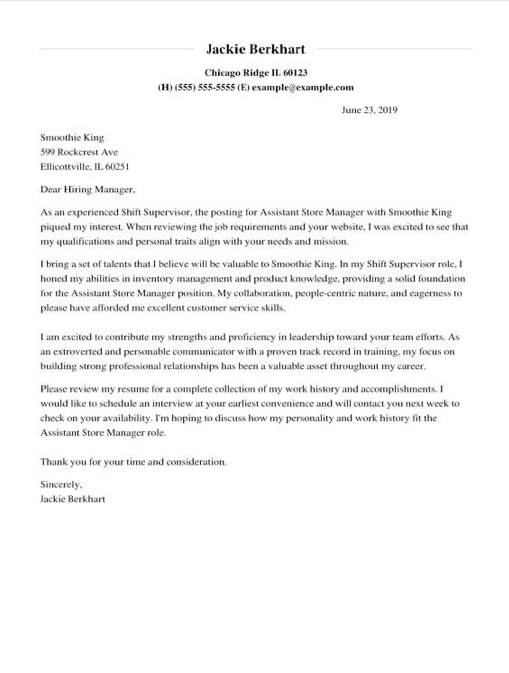 Jackie Berkhart
Chicago Ridge IL 60123
(H) (555) 555-5555 (E) example@example.com
June 23, 2019
Smoothie King
599 Rockcrest Ave
Ellicottville, IL 60251
Dear Hiring Manager,
As an experienced Shift Supervisor, the posting for Assistant Store Manager with Smoothie King
piqued my interest. When reviewing the job requirements and your website, I was excited to see that
my qualifications and personal traits align with your needs and mission.
I bring a set of talents that I believe will be valuable to Smoothie King. In my Shift Supervisor role, I
honed my abilities in inventory management and product knowledge, providing a solid foundation
for the Assistant Store Manager position. My collaboration, people-centric nature, and eagerness to
please have afforded me excellent customer service skills.
I am excited to contribute my strengths and proficiency in leadership toward your team efforts. As
an extroverted and personable communicator with a proven track record in training, my focus on
building strong professional relationships has been a valuable asset throughout my career.
Please review my resume for a complete collection of my work history and accomplishments. I
would like to schedule an interview at your earliest convenience and will contact you next week to
check on your availability. I'm hoping to discuss how my personality and work history fit the
Assistant Store Manager role.
Thank you for your time and consideration.
Sincerely,
Jackie Berkhart